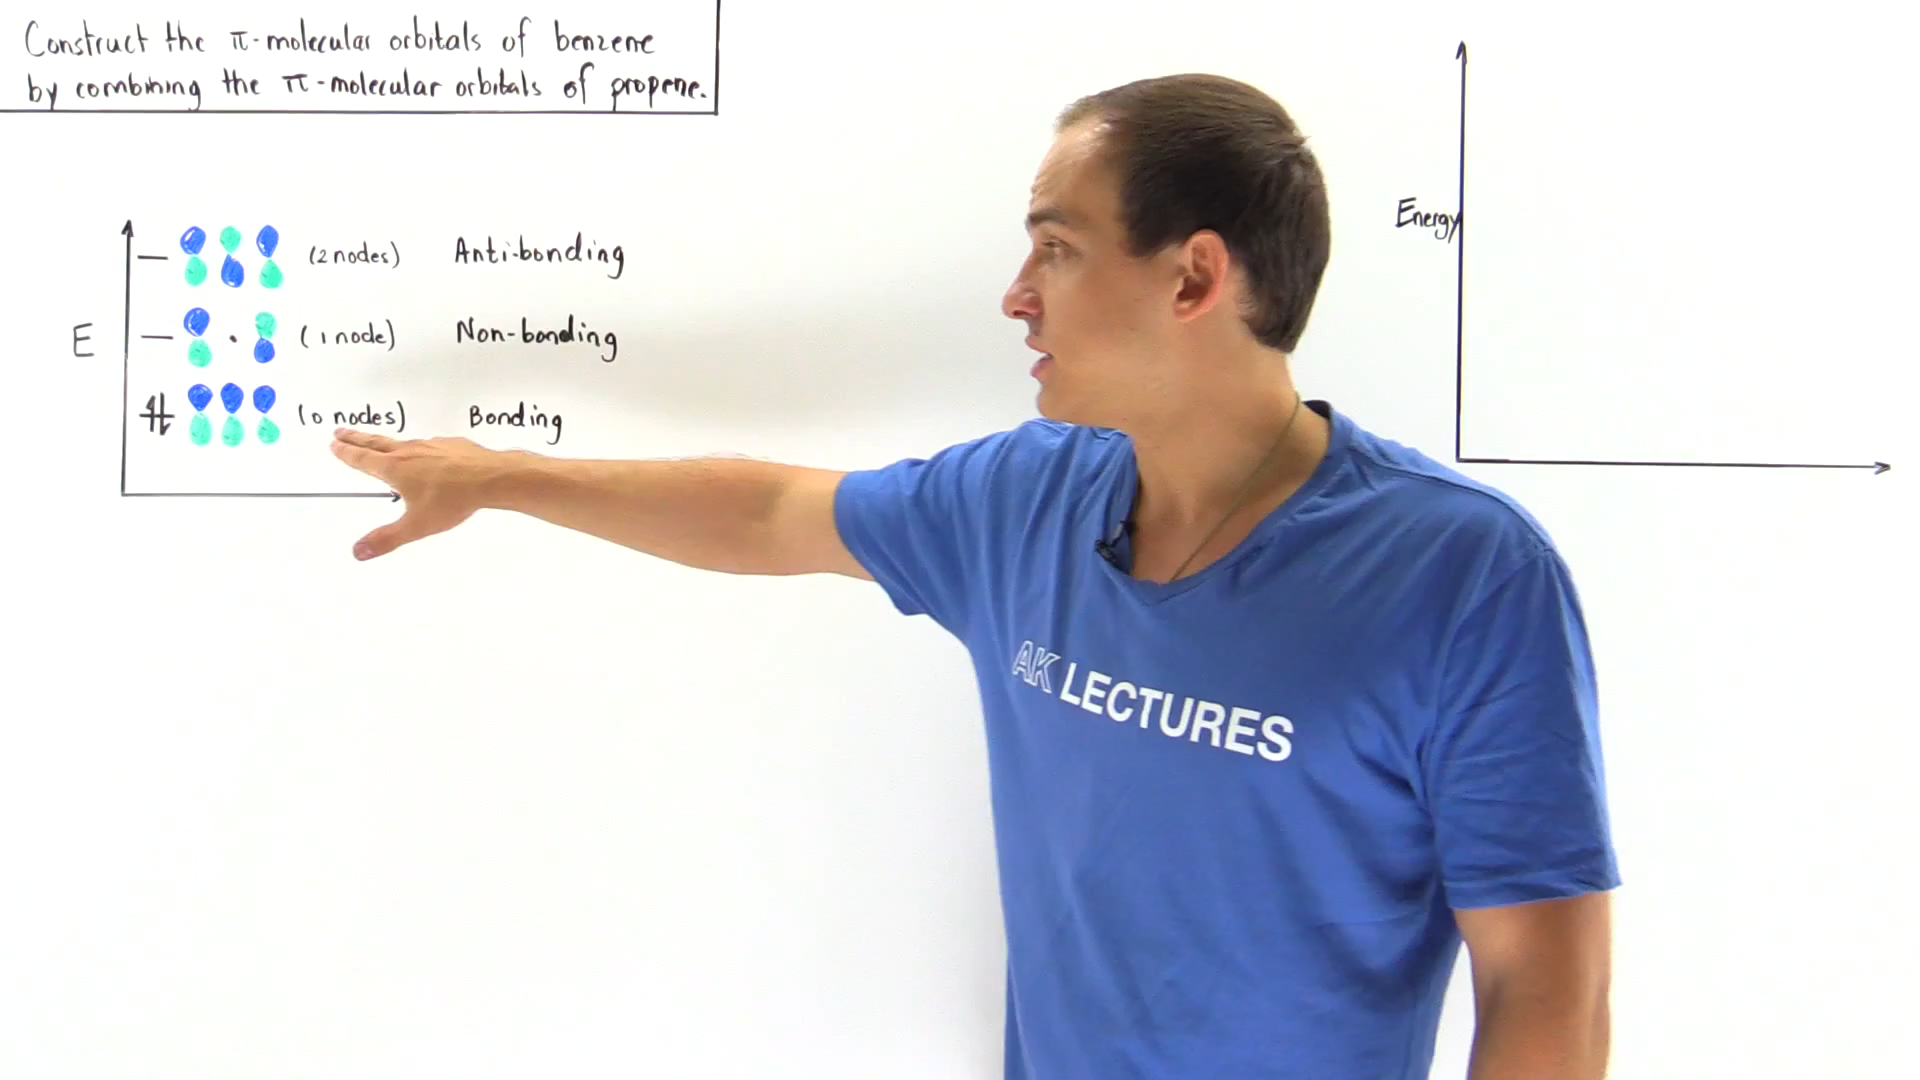 Construct the π-molecular orbitals of benzene
by combining the π-molecular orbitals of propene.
(2 nodes) Anti-bonding
E
(1 node) Non-bonding
(0 nodes) Bonding
Energy
AK LECTURES